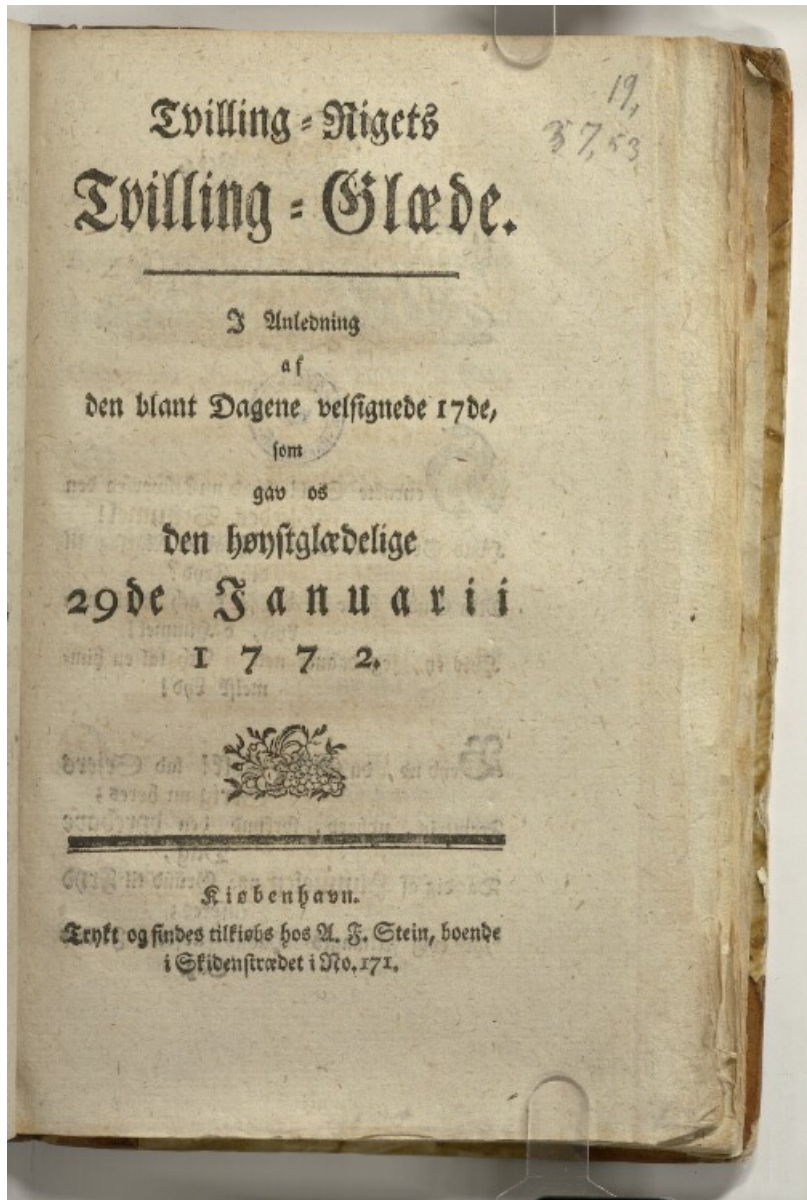 19,
37,53
Tvilling-Rigets
Tvilling-Glæde.
I Anledning
af
den blant Dagene velsignede 17de,
som
gav os
den høystglædelige
29de Januarii
1772.
Kiøbenhavn.
Trykt og findes tilkiøbs hos A. F. Stein, boende
i Skidenstrædet i No. 171.